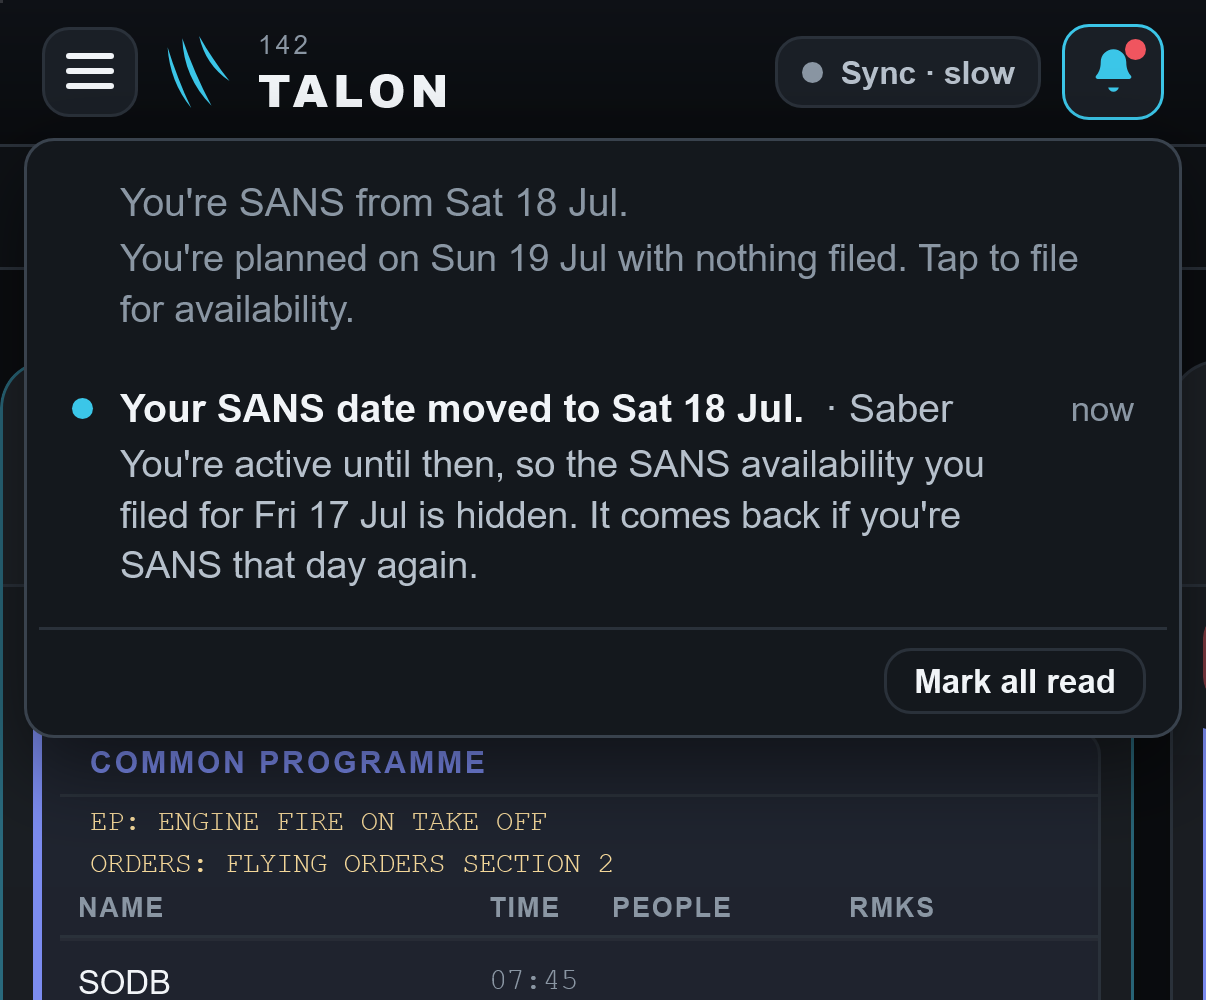 142
TALON
Sync · slow
You're SANS from Sat 18 Jul.
You're planned on Sun 19 Jul with nothing filed. Tap to file
for availability.
Your SANS date moved to Sat 18 Jul. · Saber now
You're active until then, so the SANS availability you
filed for Fri 17 Jul is hidden. It comes back if you're
SANS that day again.
Mark all read
COMMON PROGRAMME
EP: ENGINE FIRE ON TAKE OFF
ORDERS: FLYING ORDERS SECTION 2
NAME TIME PEOPLE RMKS
SODB 07:45